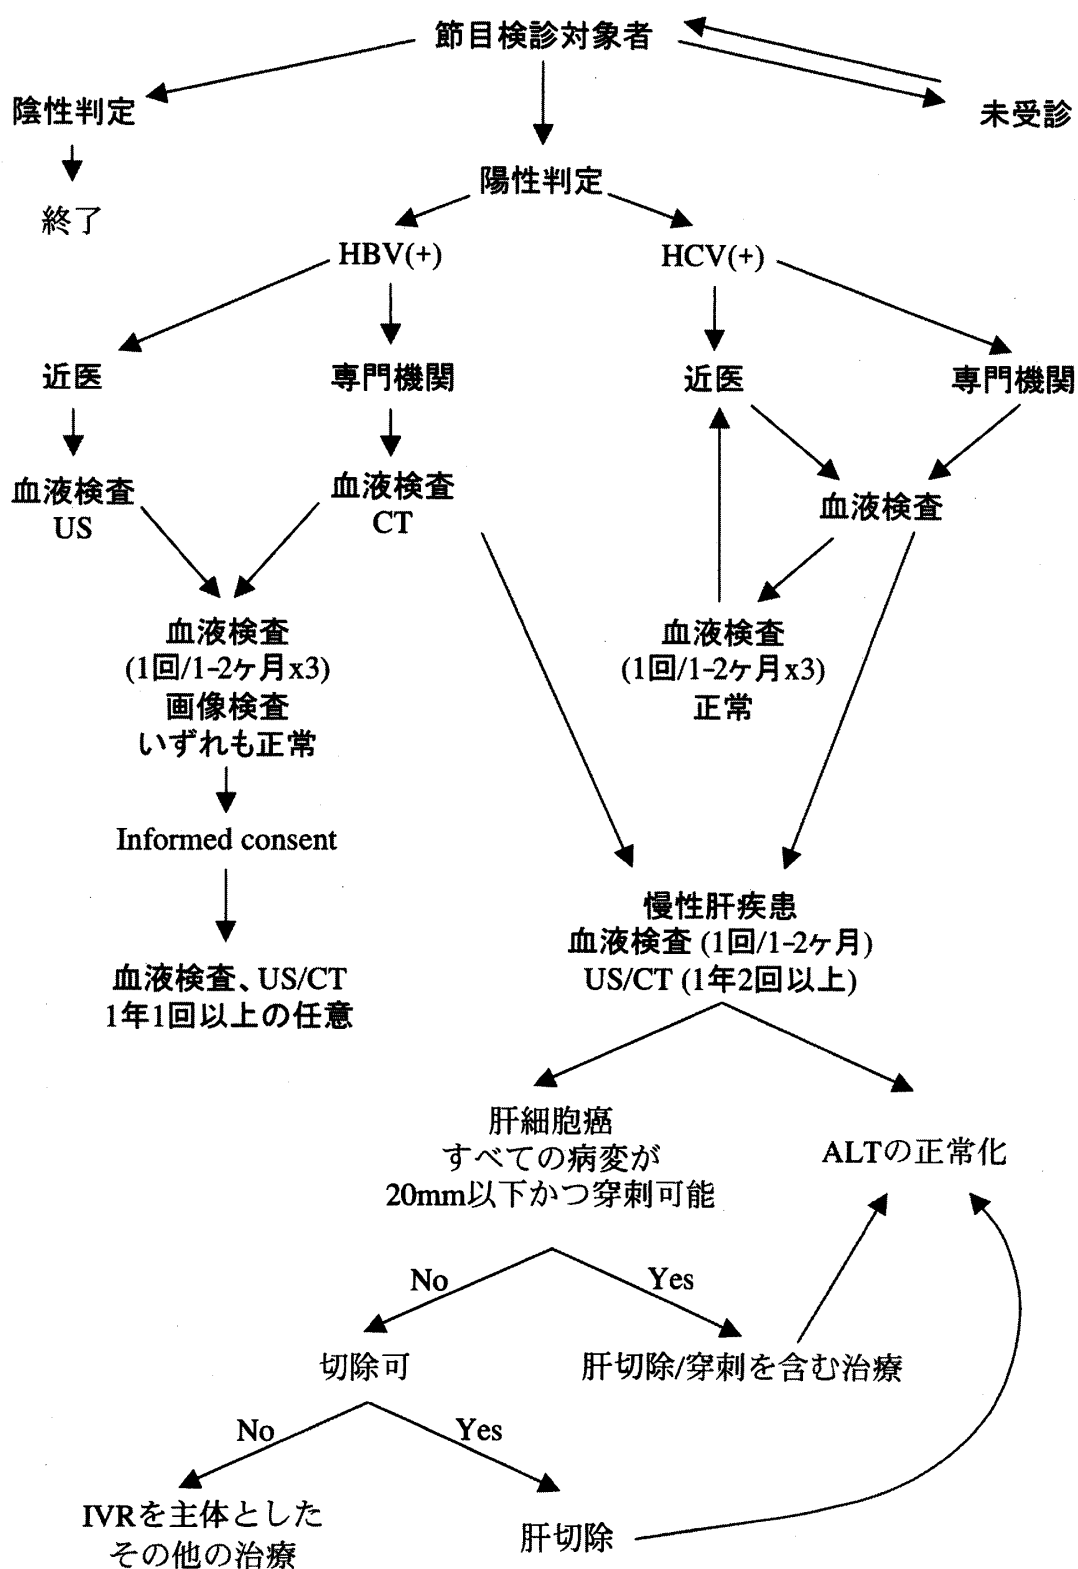 節目検診対象者
陰性判定
未受診
陽性判定
終了
HBV(+)
HCV(+)
近医
専門機関
近医
専門機関
血液検査
US
血液検査
CT
血液検査
血液検査
(1回/1-2ヶ月x3)
画像検査
いずれも正常
血液検査
(1回/1-2ヶ月x3)
正常
Informed consent
慢性肝疾患
血液検査 (1回/1-2ヶ月)
US/CT (1年2回以上)
血液検査、US/CT
1年1回以上の任意
肝細胞癌
すべての病変が
20mm以下かつ穿刺可能
ALTの正常化
No
Yes
切除可
肝切除/穿刺を含む治療
No
Yes
IVRを主体とした
その他の治療
肝切除